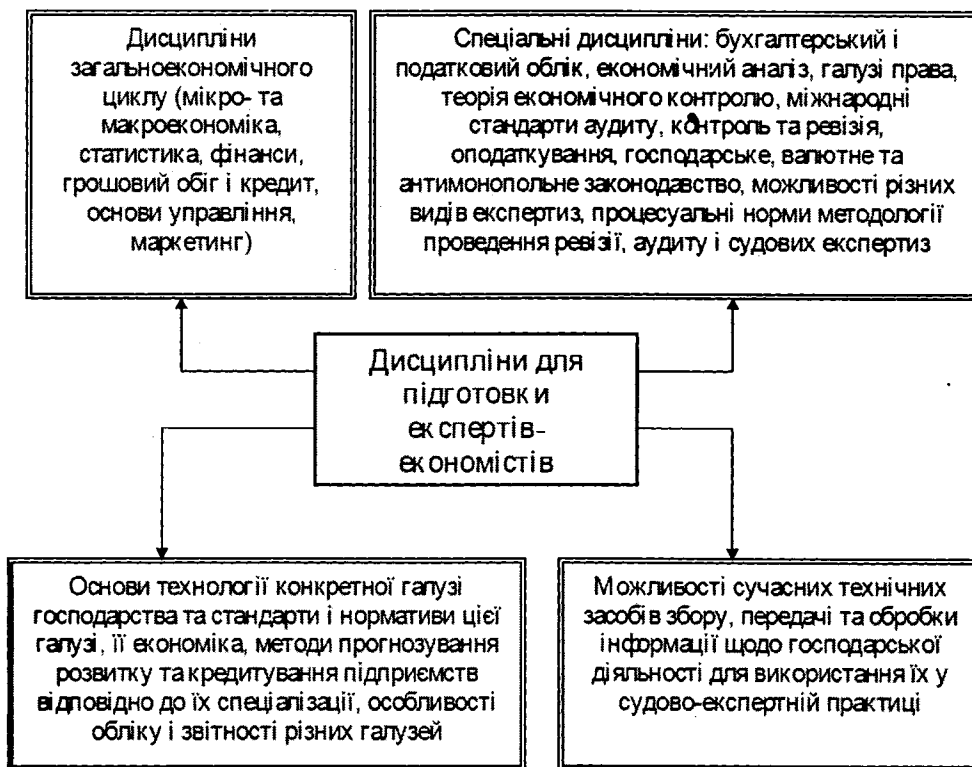 Дисципліни
загальноекономічного
циклу (мікро- та
макроекономіка,
статистика, фінанси,
грошовий обіг і кредит,
основи управління,
маркетинг)
Спеціальні дисципліни: бухгалтерський і
податковий облік, економічний аналіз, галузі права,
теорія економічного контролю, міжнародні
стандарти аудиту, контроль та ревізія,
оподаткування, господарське, валютне та
антимонопольне законодавство, можливості різних
видів експертиз, процесуальні норми методології
проведення ревізії, аудиту і судових експертиз
Дисципліни для
підготовки
експертів-
економістів
Основи технології конкретної галузі
господарства та стандарти і нормативи цієї
галузі, її економіка, методи прогнозування
розвитку та кредитування підприємств
відповідно до їх спеціалізації, особливості
обліку і звітності різних галузей
Можливості сучасних технічних
засобів збору, передачі та обробки
інформації щодо господарської
діяльності для використання їх у
судово-експертній практиці